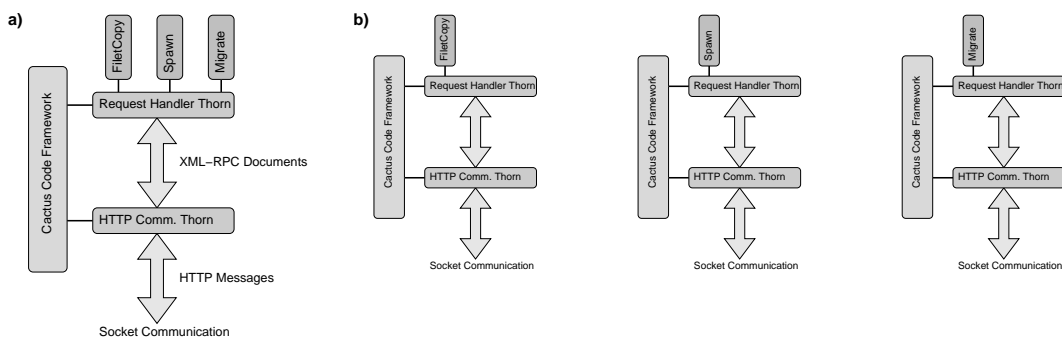 a)
FiletCopy
Spawn
Migrate
Cactus Code Framework
Request Handler Thorn
XML-RPC Documents
HTTP Comm. Thorn
HTTP Messages
Socket Communication
b)
FiletCopy
Cactus Code Framework
Request Handler Thorn
HTTP Comm. Thorn
Socket Communication
Spawn
Cactus Code Framework
Request Handler Thorn
HTTP Comm. Thorn
Socket Communication
Migrate
Cactus Code Framework
Request Handler Thorn
HTTP Comm. Thorn
Socket Communication